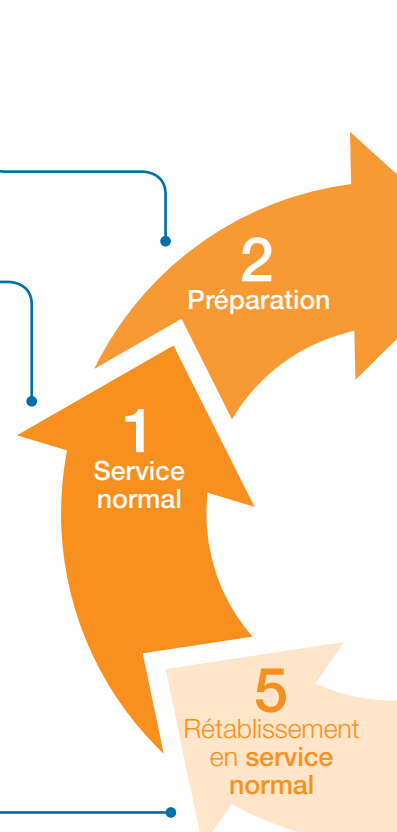 2
Préparation
1
Service
normal
5
Rétablissement
en service
normal